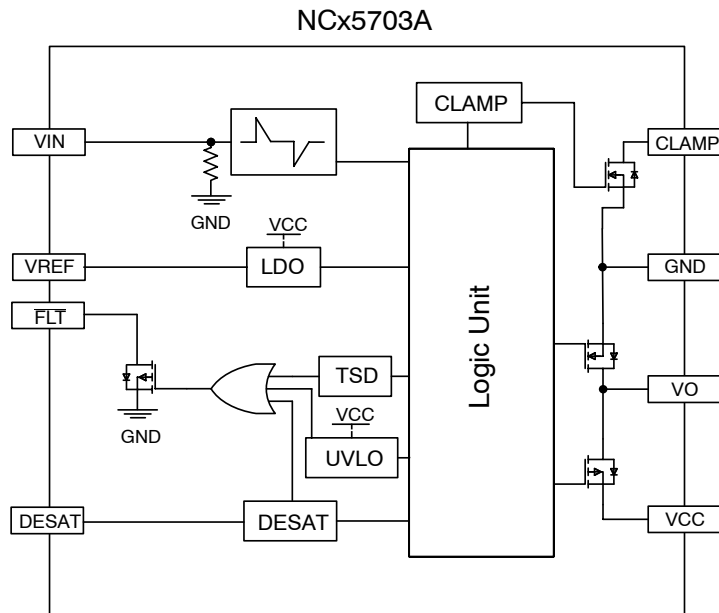 NCx5703A
CLAMP
VIN
CLAMP
GND
VCC
VREF
LDO
GND
FLT
Logic Unit
TSD
VCC
VO
GND
UVLO
DESAT
DESAT
VCC